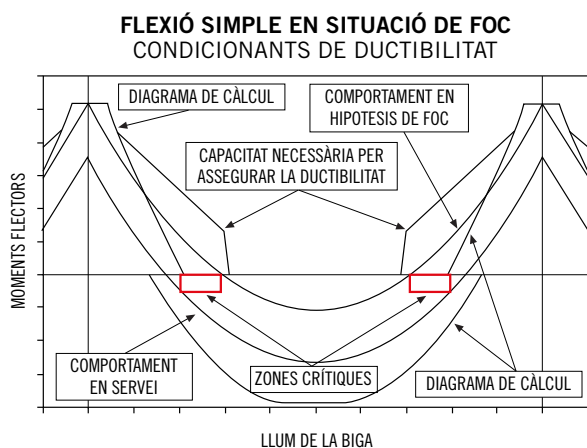 FLEXIÓ SIMPLE EN SITUACIÓ DE FOC
CONDICIONANTS DE DUCTIBILITAT
DIAGRAMA DE CÀLCUL
COMPORTAMENT EN
HIPOTESIS DE FOC
CAPACITAT NECESSÀRIA PER
ASSEGURAR LA DUCTIBILITAT
MOMENTS FLECTORS
COMPORTAMENT
EN SERVEI
ZONES CRÍTIQUES
DIAGRAMA DE CÀLCUL
LLUM DE LA BIGA